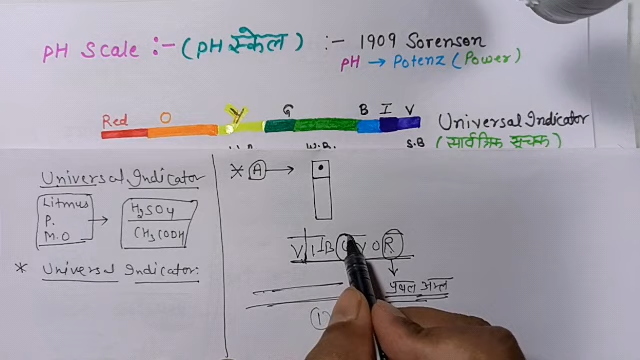 pH Scale :- (pH स्केल) :- 1909 Sorenson
pH → Potenz (Power)
Red O Y G B I V
Universal Indicator
(सार्वत्रिक सूचक)
W.B. S.B
Universal Indicator
Litmus
P.
M.O
→
H₂SO₄
CH₃COOH
* Universal Indicator:
* A →
V I B G Y O R
प्रबल अम्ल